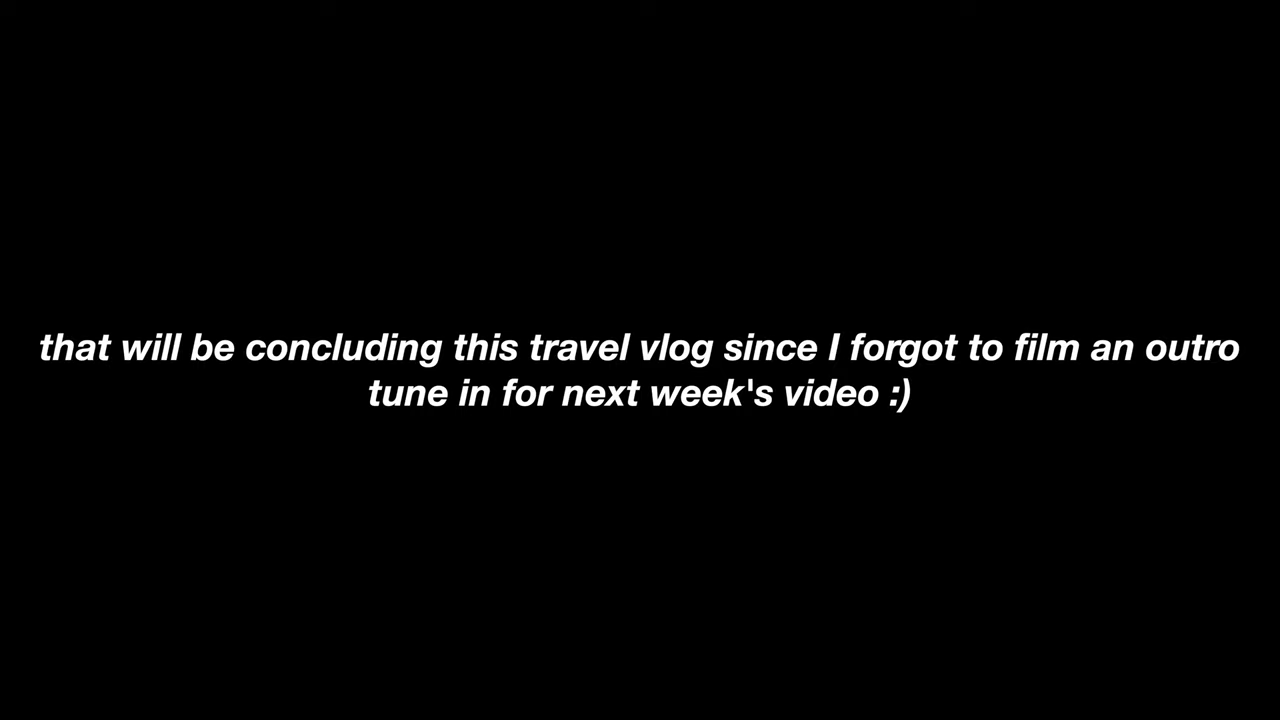 that will be concluding this travel vlog since I forgot to film an outro
tune in for next week's video :)